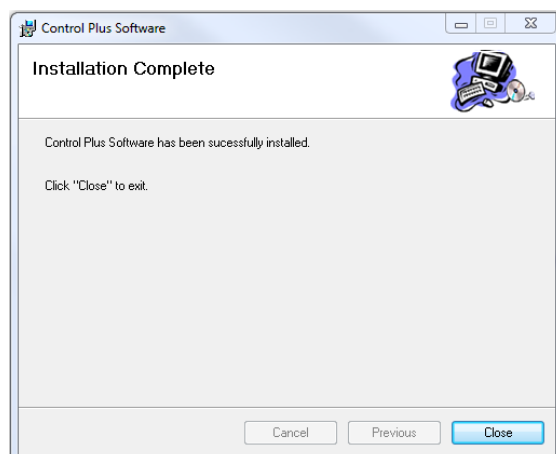 Control Plus Software
Installation Complete
Control Plus Software has been sucessfully installed.
Click "Close" to exit.
Cancel
Previous
Close